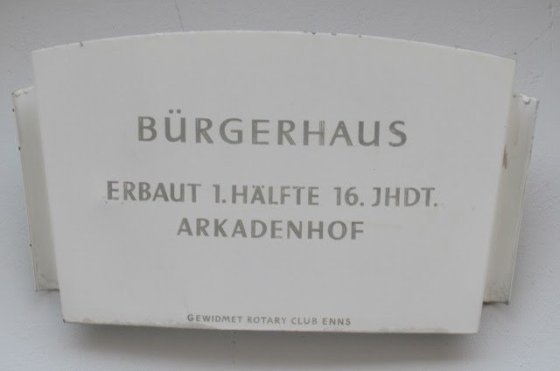 BÜRGERHAUS
ERBAUT 1. HÄLFTE 16. JHDT.
ARKADENHOF
GEWIDMET ROTARY CLUB ENNS